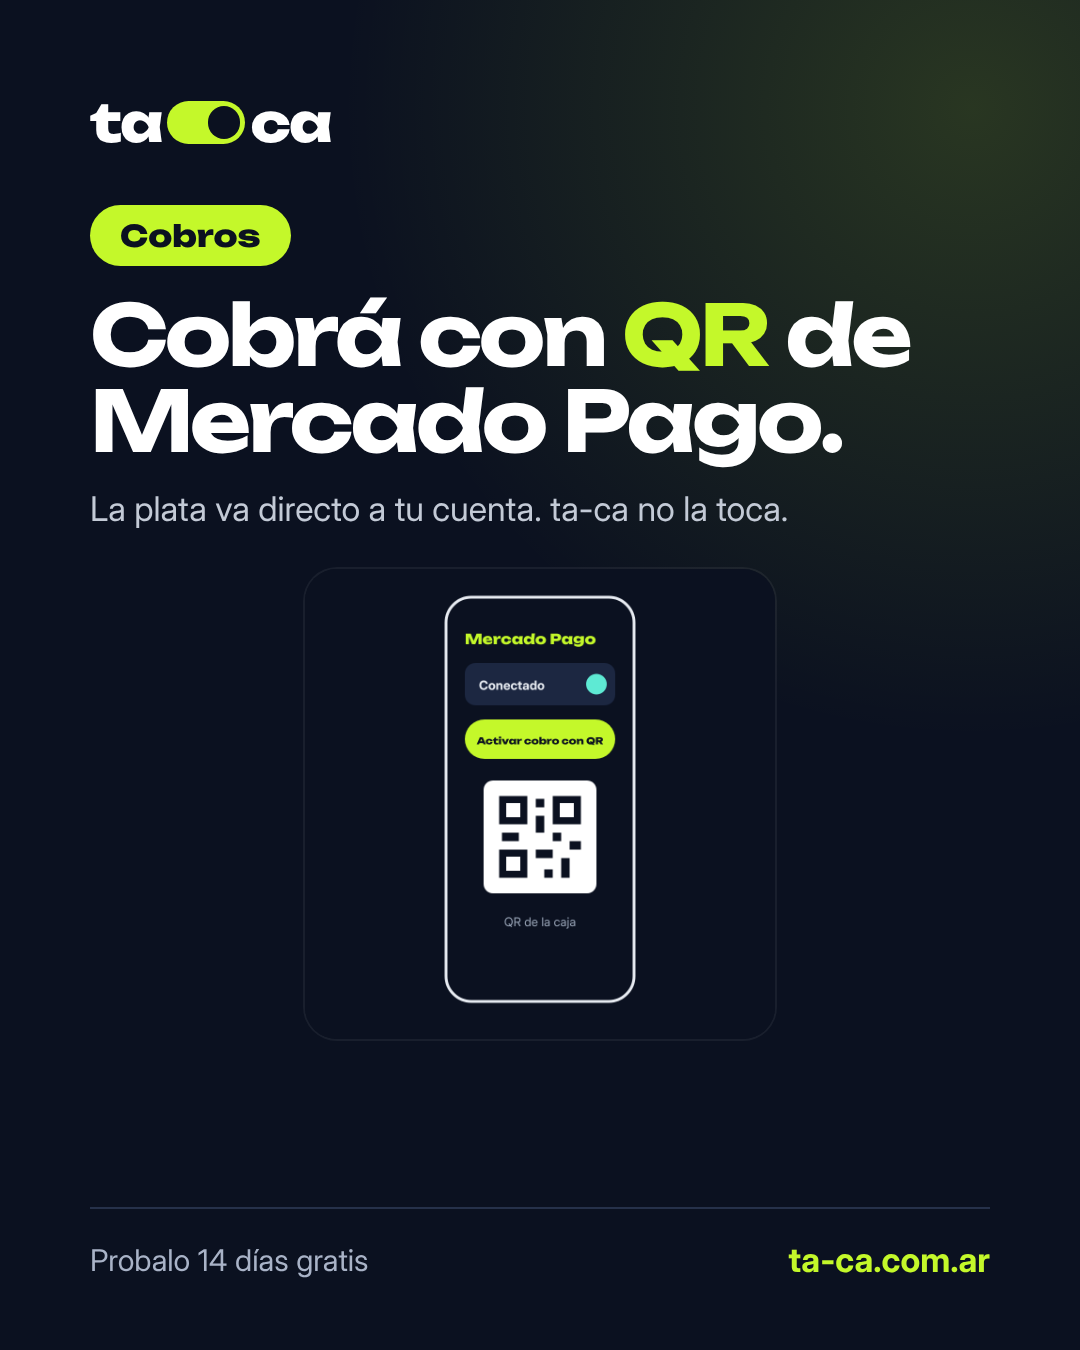 ta ca
Cobros
Cobrá con QR de
Mercado Pago.
La plata va directo a tu cuenta. ta-ca no la toca.
Mercado Pago
Conectado
Activar cobro con QR
QR de la caja
Probalo 14 días gratis
ta-ca.com.ar